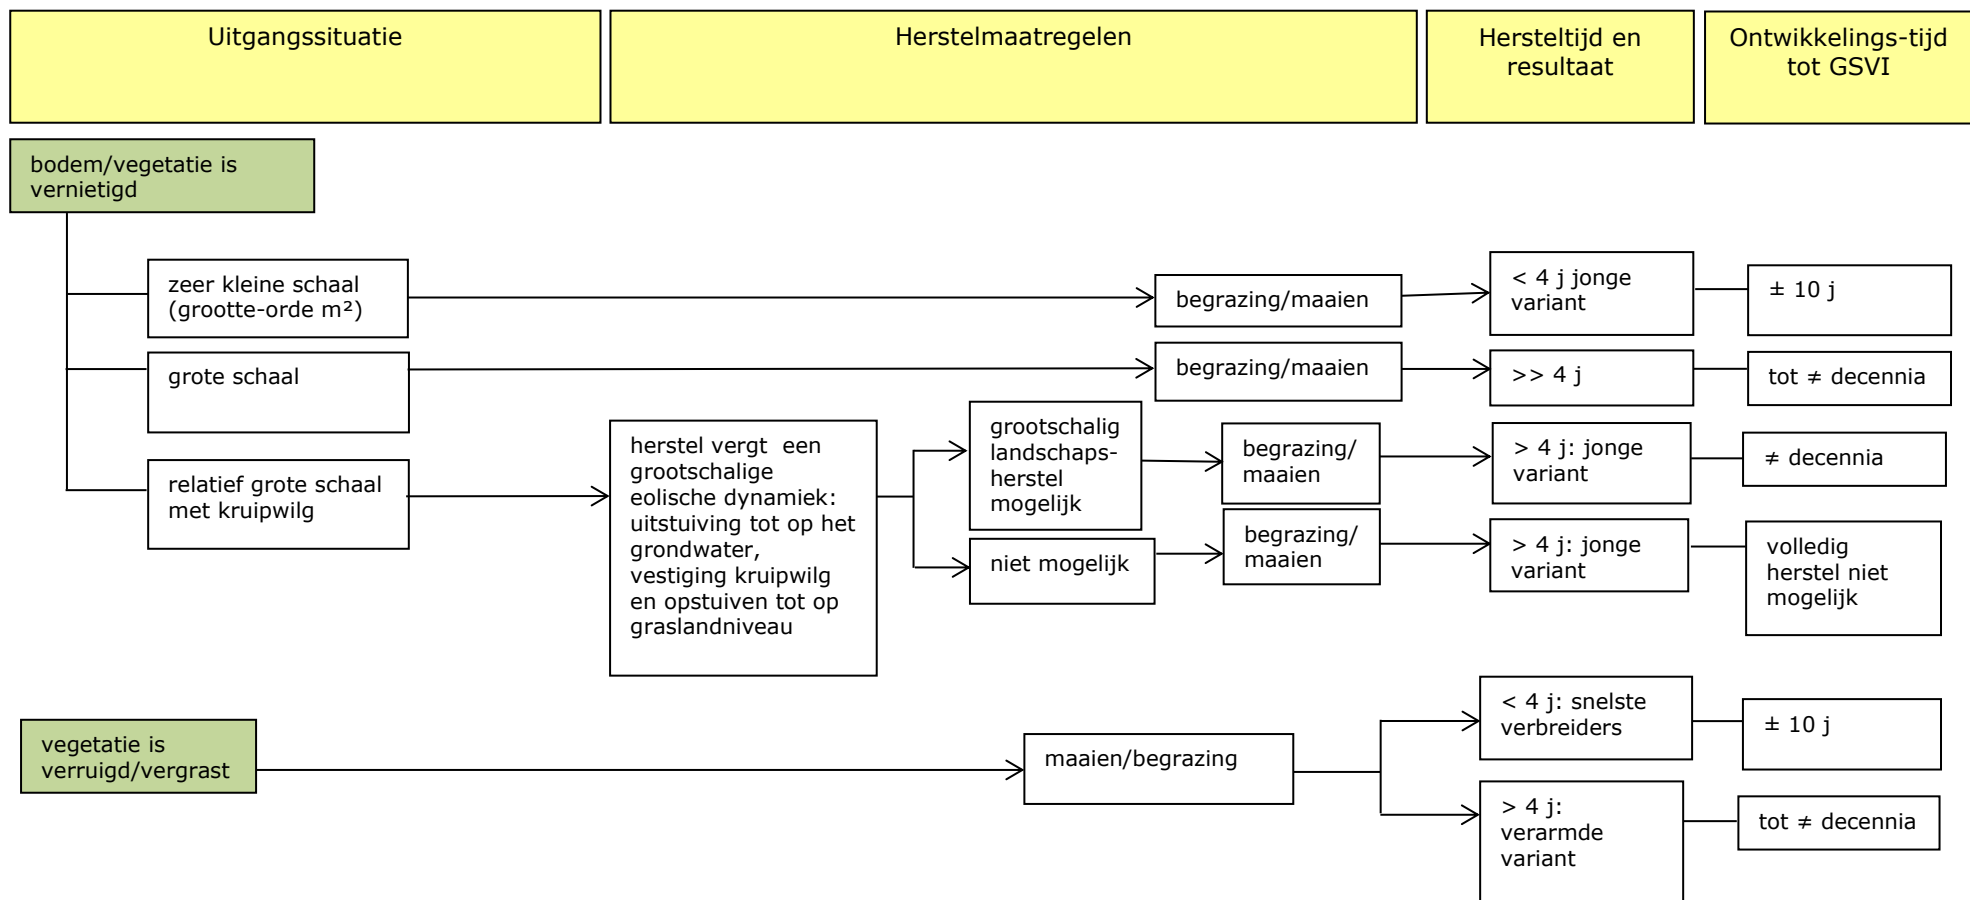 Uitgangssituatie
Herstelmaatregelen
Hersteltijd en
resultaat
Ontwikkelings-tijd
tot GSVI
bodem/vegetatie is
vernietigd
zeer kleine schaal
(grootte-orde m²)
begrazing/maaien
< 4 j jonge
variant
± 10 j
grote schaal
begrazing/maaien
>> 4 j
tot ≠ decennia
relatief grote schaal
met kruipwilg
herstel vergt een
grootschalige
eolische dynamiek:
uitstuiving tot op het
grondwater,
vestiging kruipwilg
en opstuiven tot op
graslandniveau
grootschalig
landschaps-
herstel
mogelijk
begrazing/
maaien
> 4 j: jonge
variant
≠ decennia
niet mogelijk
begrazing/
maaien
> 4 j: jonge
variant
volledig
herstel niet
mogelijk
vegetatie is
verruigd/vergrast
maaien/begrazing
< 4 j: snelste
verbreiders
± 10 j
> 4 j:
verarmde
variant
tot ≠ decennia